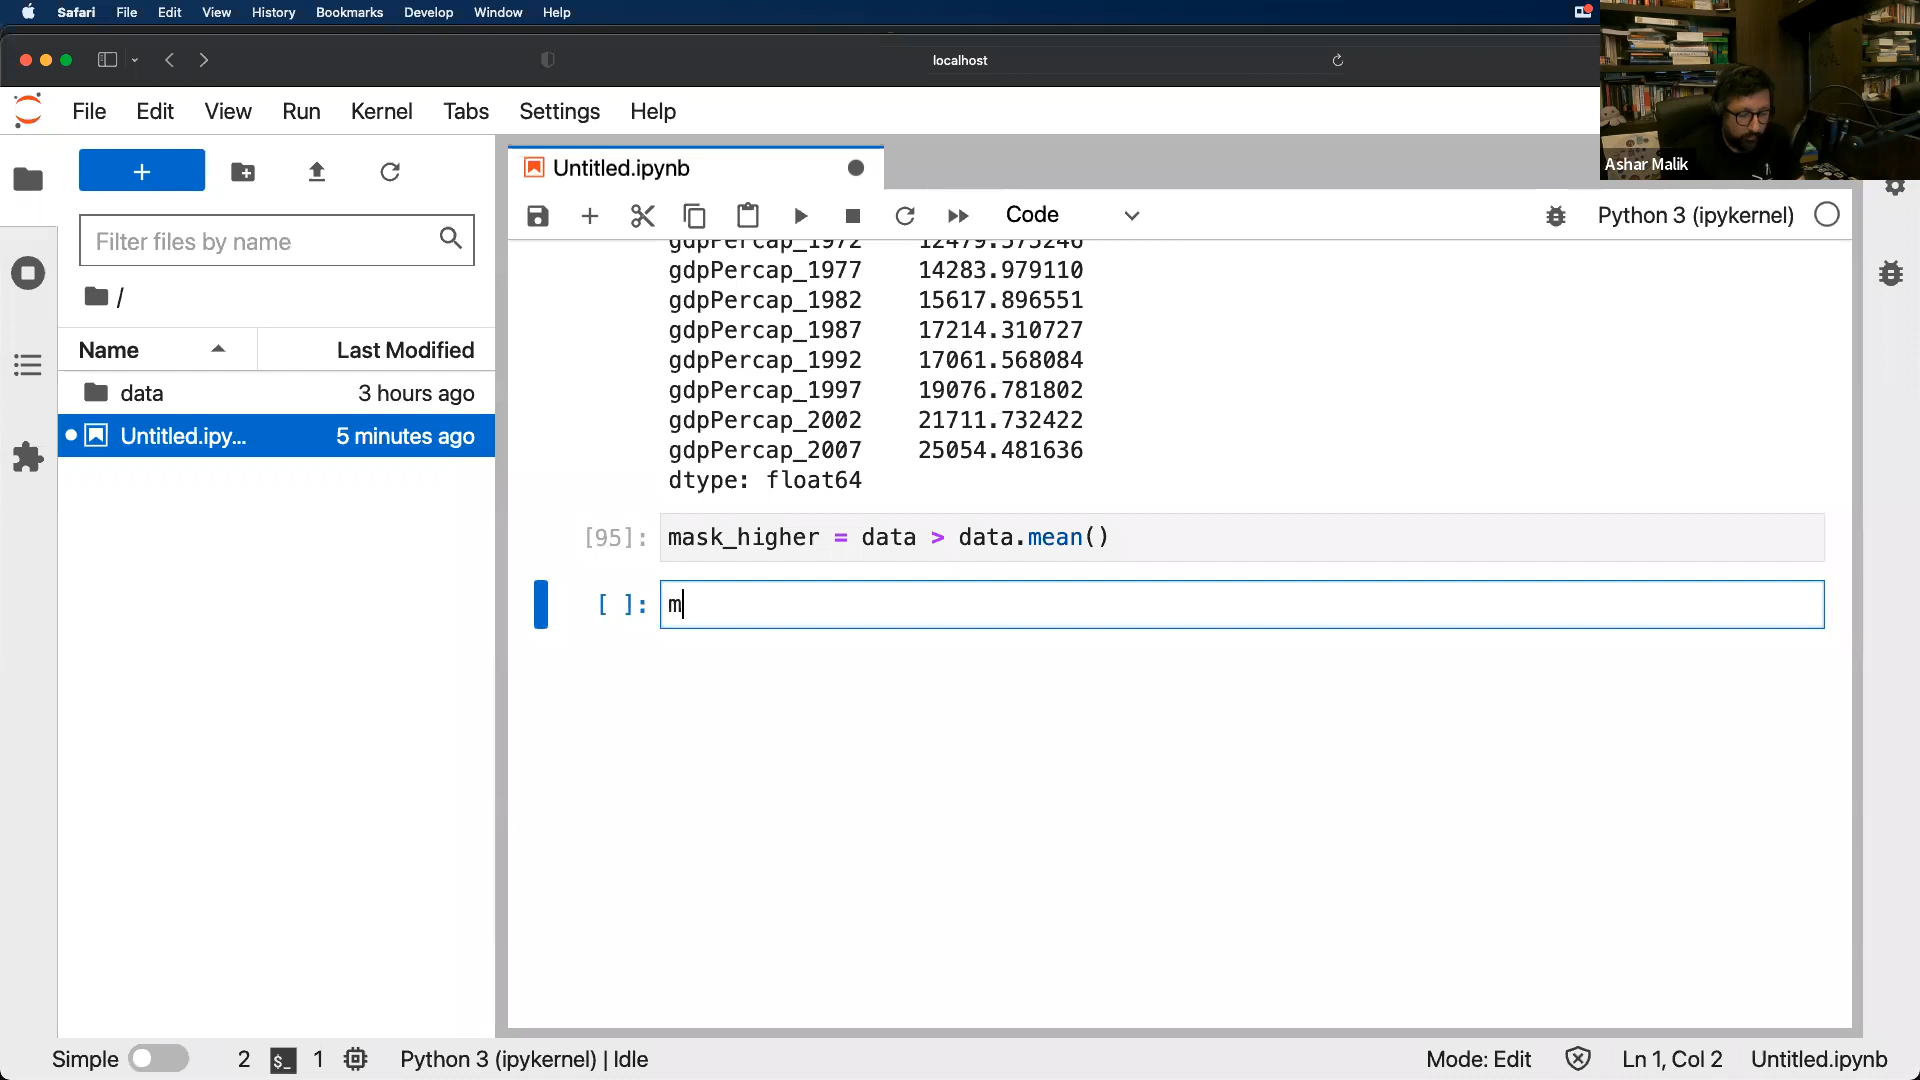 Safari File Edit View History Bookmarks Develop Window Help
localhost
Ashar Malik
File Edit View Run Kernel Tabs Settings Help
Untitled.ipynb
Code
Python 3 (ipykernel)
Filter files by name
/
Name Last Modified
data 3 hours ago
Untitled.ipy... 5 minutes ago
gdpPercap_1972 12479.575246
gdpPercap_1977 14283.979110
gdpPercap_1982 15617.896551
gdpPercap_1987 17214.310727
gdpPercap_1992 17061.568084
gdpPercap_1997 19076.781802
gdpPercap_2002 21711.732422
gdpPercap_2007 25054.481636
dtype: float64
[95]: mask_higher = data > data.mean()
[ ]: m
Simple 2 $_ 1 Python 3 (ipykernel) | Idle Mode: Edit Ln 1, Col 2 Untitled.ipynb